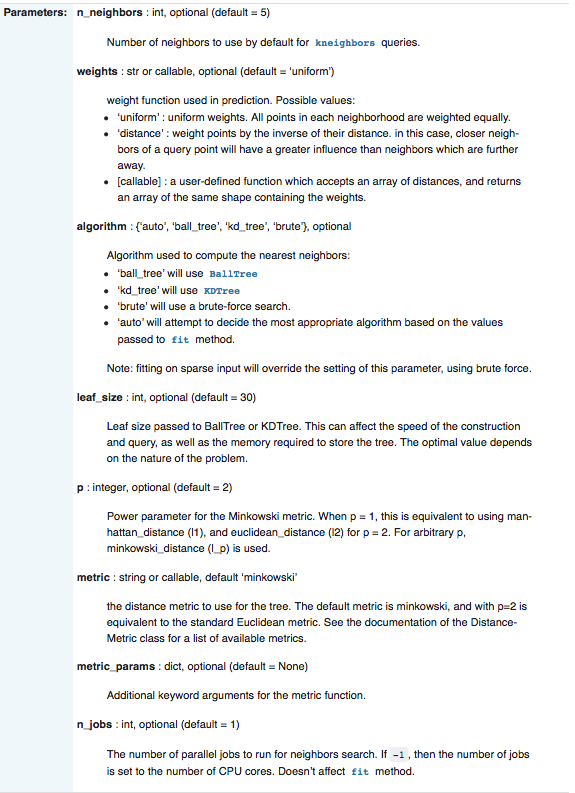 Parameters: n_neighbors : int, optional (default = 5)
Number of neighbors to use by default for kneighbors queries.
weights : str or callable, optional (default = ‘uniform’)
weight function used in prediction. Possible values:
• ‘uniform’ : uniform weights. All points in each neighborhood are weighted equally.
• ‘distance’ : weight points by the inverse of their distance. in this case, closer neigh-
bors of a query point will have a greater influence than neighbors which are further
away.
• [callable] : a user-defined function which accepts an array of distances, and returns
an array of the same shape containing the weights.
algorithm : {‘auto’, ‘ball_tree’, ‘kd_tree’, ‘brute’}, optional
Algorithm used to compute the nearest neighbors:
• ‘ball_tree’ will use BallTree
• ‘kd_tree’ will use KDTree
• ‘brute’ will use a brute-force search.
• ‘auto’ will attempt to decide the most appropriate algorithm based on the values
passed to fit method.
Note: fitting on sparse input will override the setting of this parameter, using brute force.
leaf_size : int, optional (default = 30)
Leaf size passed to BallTree or KDTree. This can affect the speed of the construction
and query, as well as the memory required to store the tree. The optimal value depends
on the nature of the problem.
p : integer, optional (default = 2)
Power parameter for the Minkowski metric. When p = 1, this is equivalent to using man-
hattan_distance (l1), and euclidean_distance (l2) for p = 2. For arbitrary p,
minkowski_distance (l_p) is used.
metric : string or callable, default ‘minkowski’
the distance metric to use for the tree. The default metric is minkowski, and with p=2 is
equivalent to the standard Euclidean metric. See the documentation of the Distance-
Metric class for a list of available metrics.
metric_params : dict, optional (default = None)
Additional keyword arguments for the metric function.
n_jobs : int, optional (default = 1)
The number of parallel jobs to run for neighbors search. If -1 , then the number of jobs
is set to the number of CPU cores. Doesn’t affect fit method.